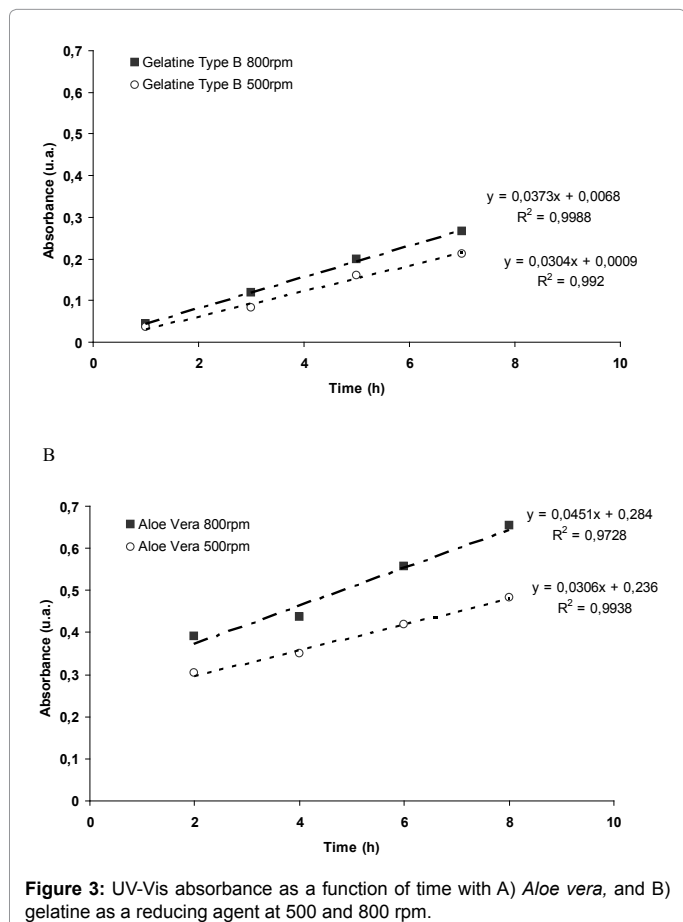 0,7
Gelatine Type B 800rpm
Gelatine Type B 500rpm
0,6
0,5
0,4
0,3
0,2
0,1
0
Absorbance (u.a.)
y = 0,0373x + 0,0068
R² = 0,9988
y = 0,0304x + 0,0009
R² = 0,992
0 2 4 6 8 10
Time (h)
B
0,7
Aloe Vera 800rpm
Aloe Vera 500rpm
0,6
0,5
0,4
0,3
0,2
0,1
0
Absorbance (u.a.)
y = 0,0451x + 0,284
R² = 0,9728
y = 0,0306x + 0,236
R² = 0,9938
0 2 4 6 8 10
Time (h)
Figure 3: UV-Vis absorbance as a function of time with A) Aloe vera, and B)
gelatine as a reducing agent at 500 and 800 rpm.